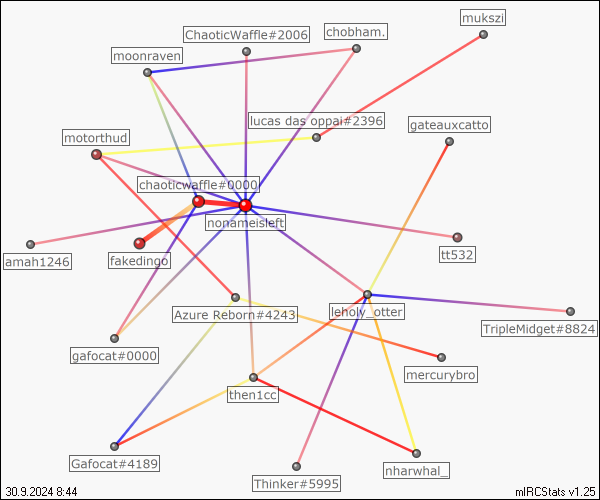 mukszi
ChaoticWaffle#2006
chobham.
moonraven
lucas das oppai#2396
gateauxcatto
motorthud
chaoticwaffle#0000
nonameisleft
amah1246
fakedingo
tt532
Azure Reborn#4243
leholy_otter
TripleMidget#8824
gafocat#0000
mercurybro
then1cc
Gafocat#4189
nharwhal_
Thinker#5995
30.9.2024 8:44
mIRCStats v1.25